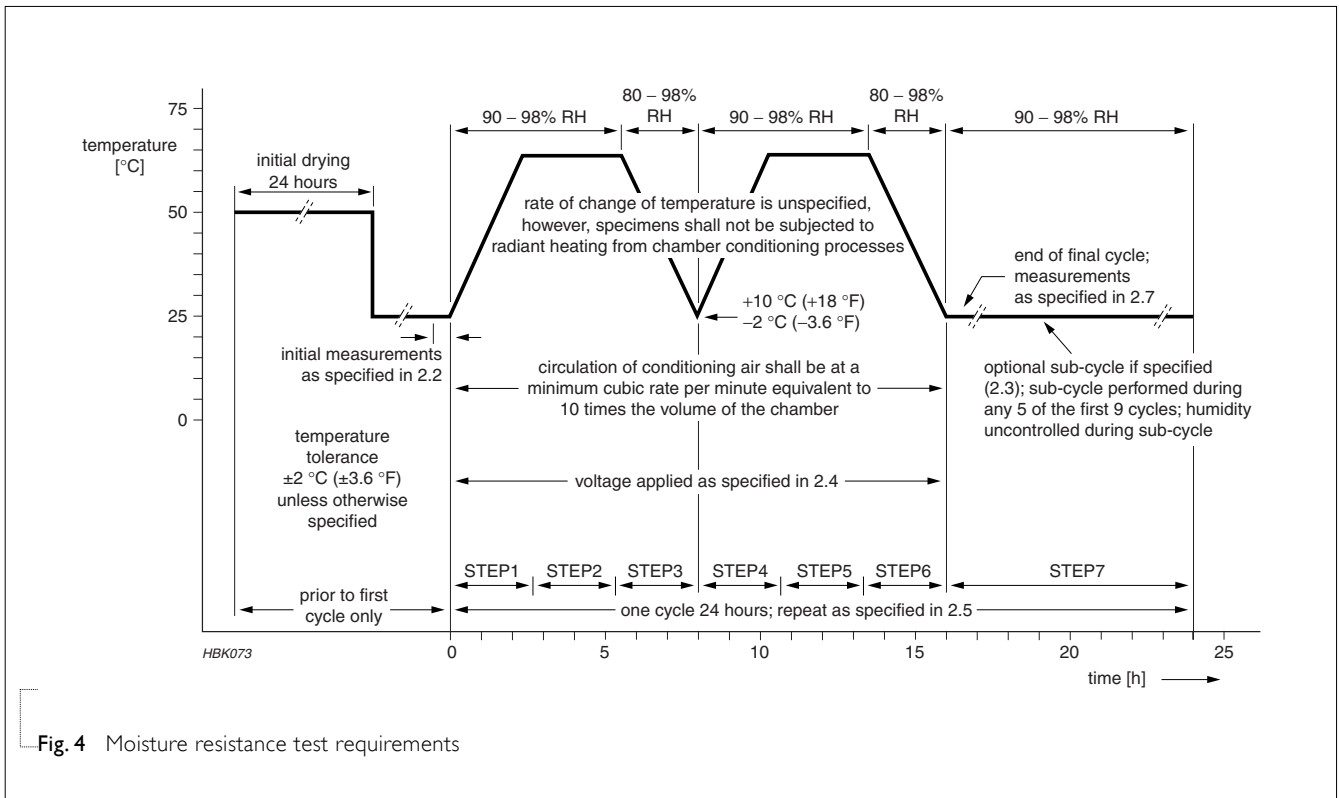 75
50
25
0
temperature
[°C]
initial drying
24 hours
90 – 98% RH
80 – 98%
RH
90 – 98% RH
80 – 98%
RH
90 – 98% RH
rate of change of temperature is unspecified,
however, specimens shall not be subjected to
radiant heating from chamber conditioning processes
end of final cycle;
measurements
as specified in 2.7
+10 °C (+18 °F)
−2 °C (−3.6 °F)
initial measurements
as specified in 2.2
circulation of conditioning air shall be at a
minimum cubic rate per minute equivalent to
10 times the volume of the chamber
optional sub-cycle if specified
(2.3); sub-cycle performed during
any 5 of the first 9 cycles; humidity
uncontrolled during sub-cycle
temperature
tolerance
±2 °C (±3.6 °F)
unless otherwise
specified
voltage applied as specified in 2.4
STEP1 STEP2 STEP3 STEP4 STEP5 STEP6 STEP7
prior to first
cycle only
one cycle 24 hours; repeat as specified in 2.5
HBK073
0 5 10 15 20 25
time [h]
Fig. 4 Moisture resistance test requirements